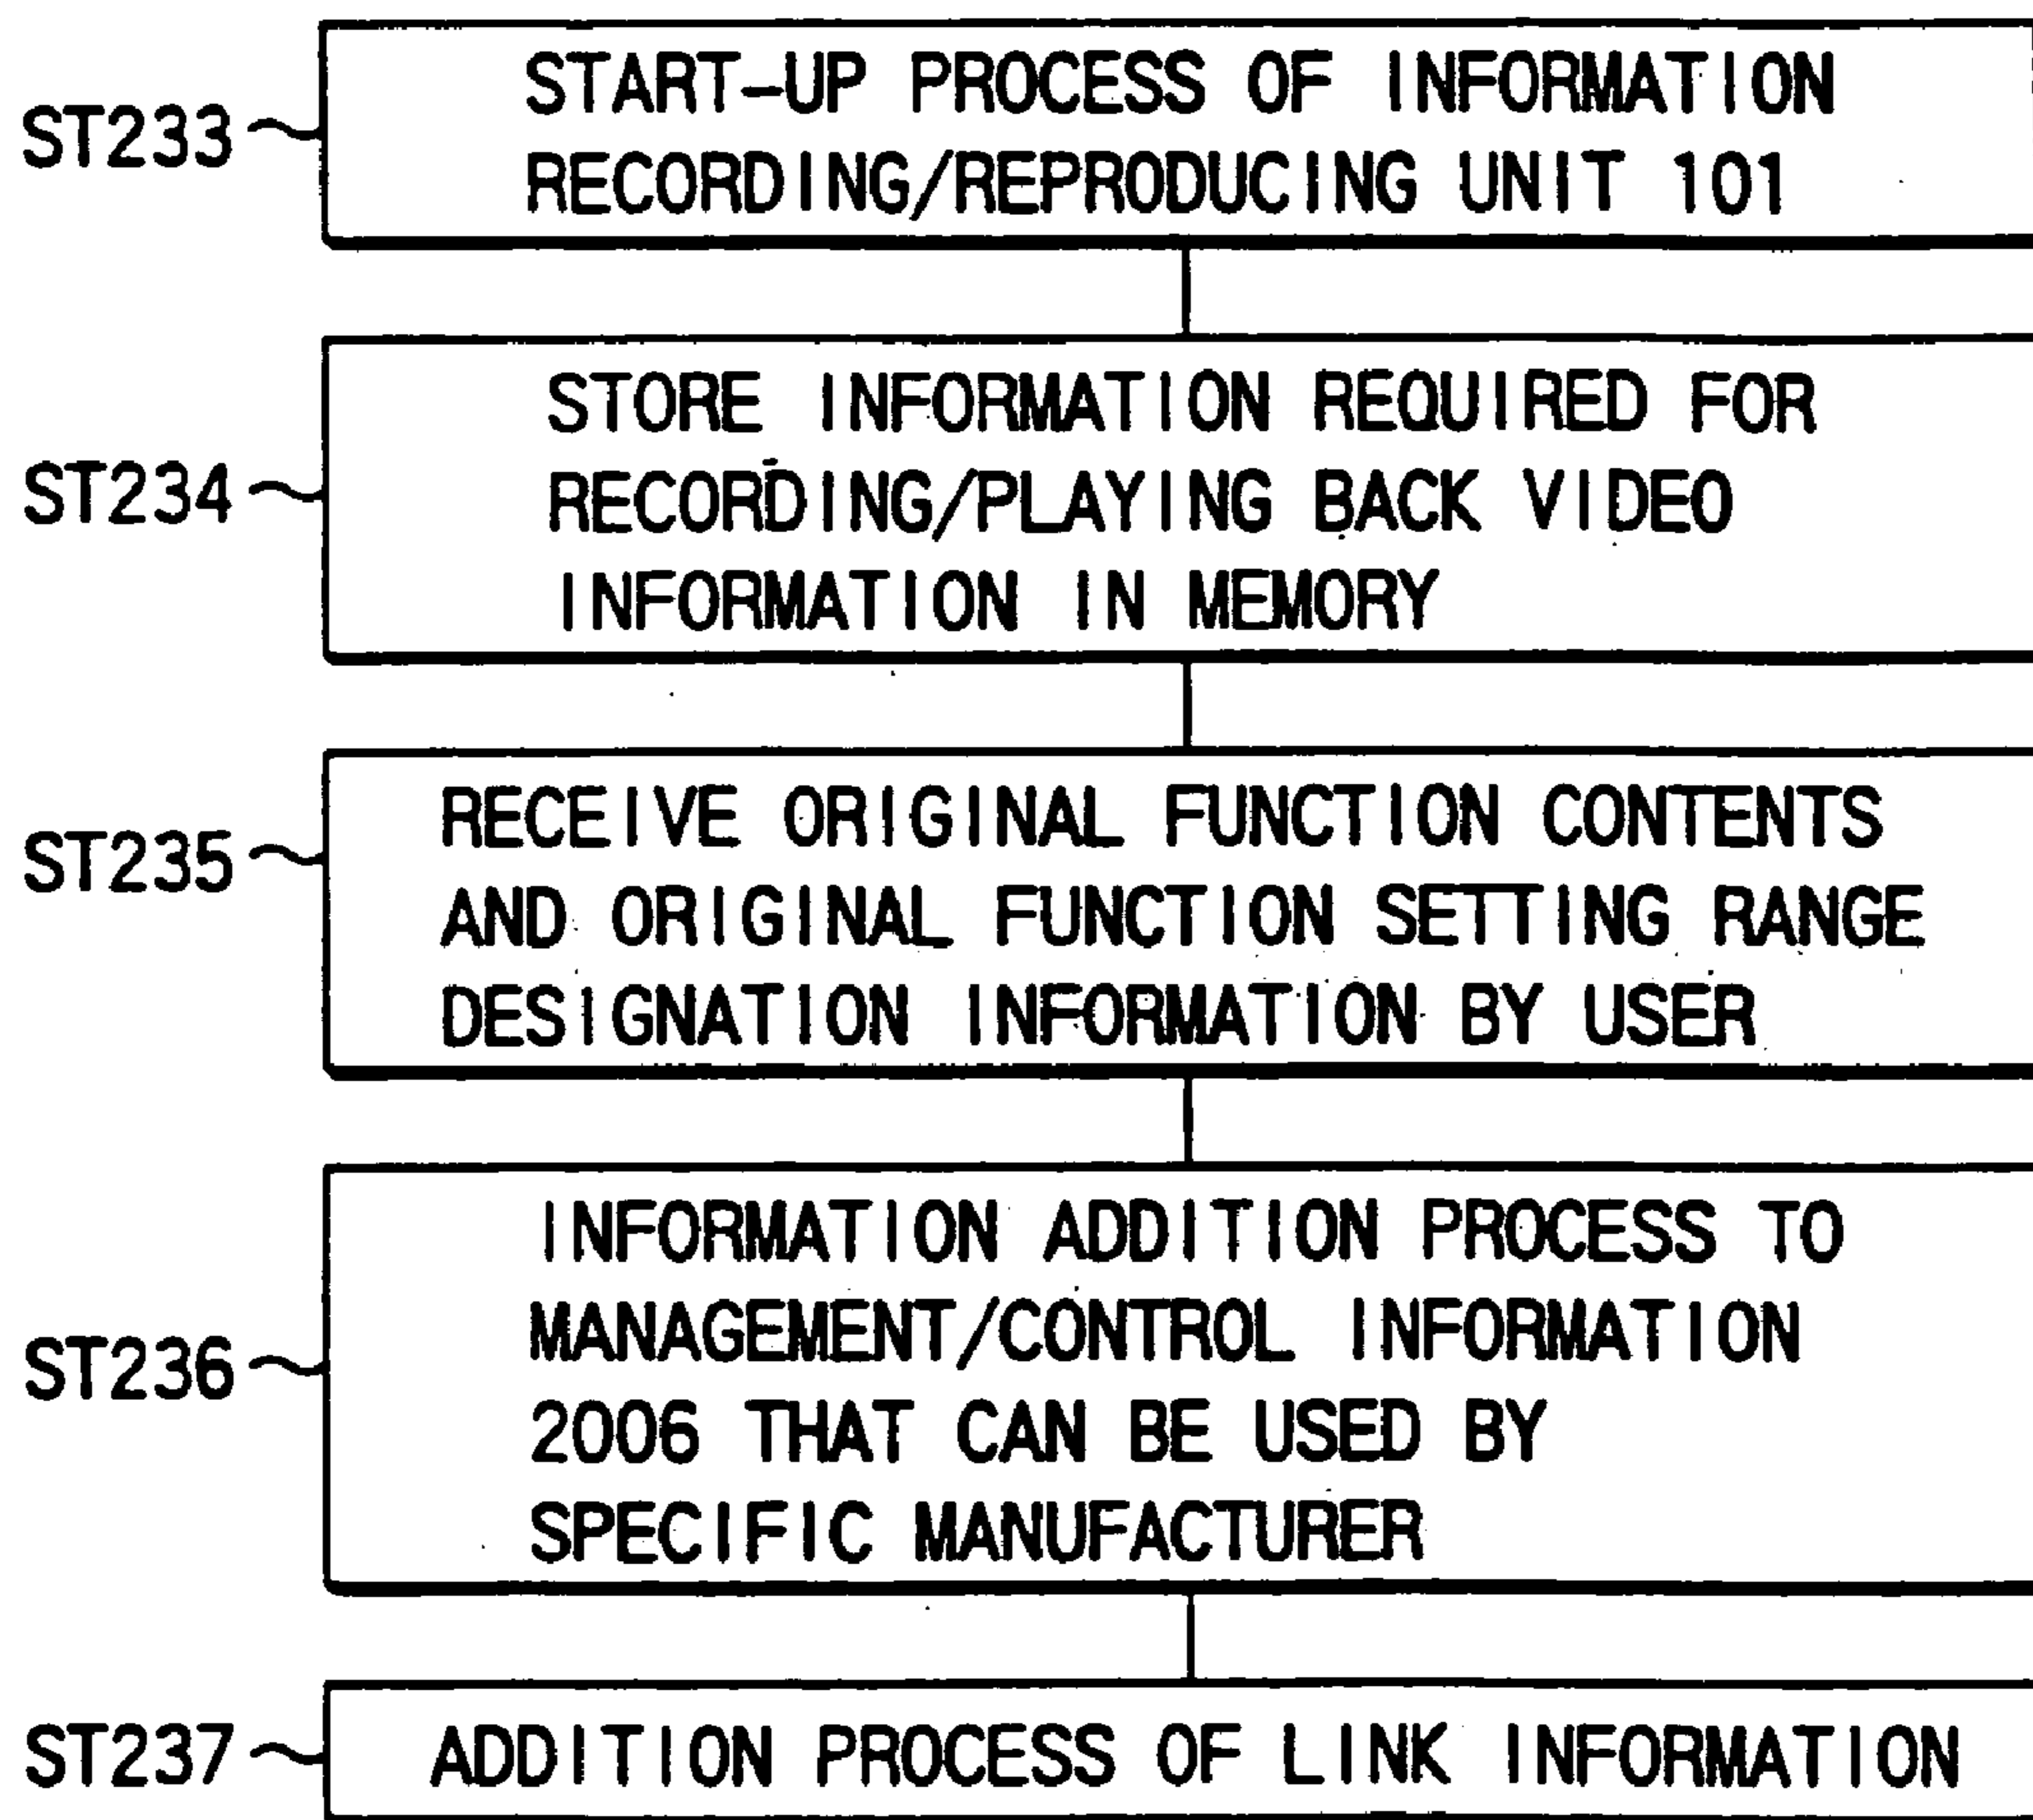 ST233
START-UP PROCESS OF INFORMATION
RECORDING/REPRODUCING UNIT 101
ST234
STORE INFORMATION REQUIRED FOR
RECORDING/PLAYING BACK VIDEO
INFORMATION IN MEMORY
ST235
RECEIVE ORIGINAL FUNCTION CONTENTS
AND ORIGINAL FUNCTION SETTING RANGE
DESIGNATION INFORMATION BY USER
ST236
INFORMATION ADDITION PROCESS TO
MANAGEMENT/CONTROL INFORMATION
2006 THAT CAN BE USED BY
SPECIFIC MANUFACTURER
ST237
ADDITION PROCESS OF LINK INFORMATION